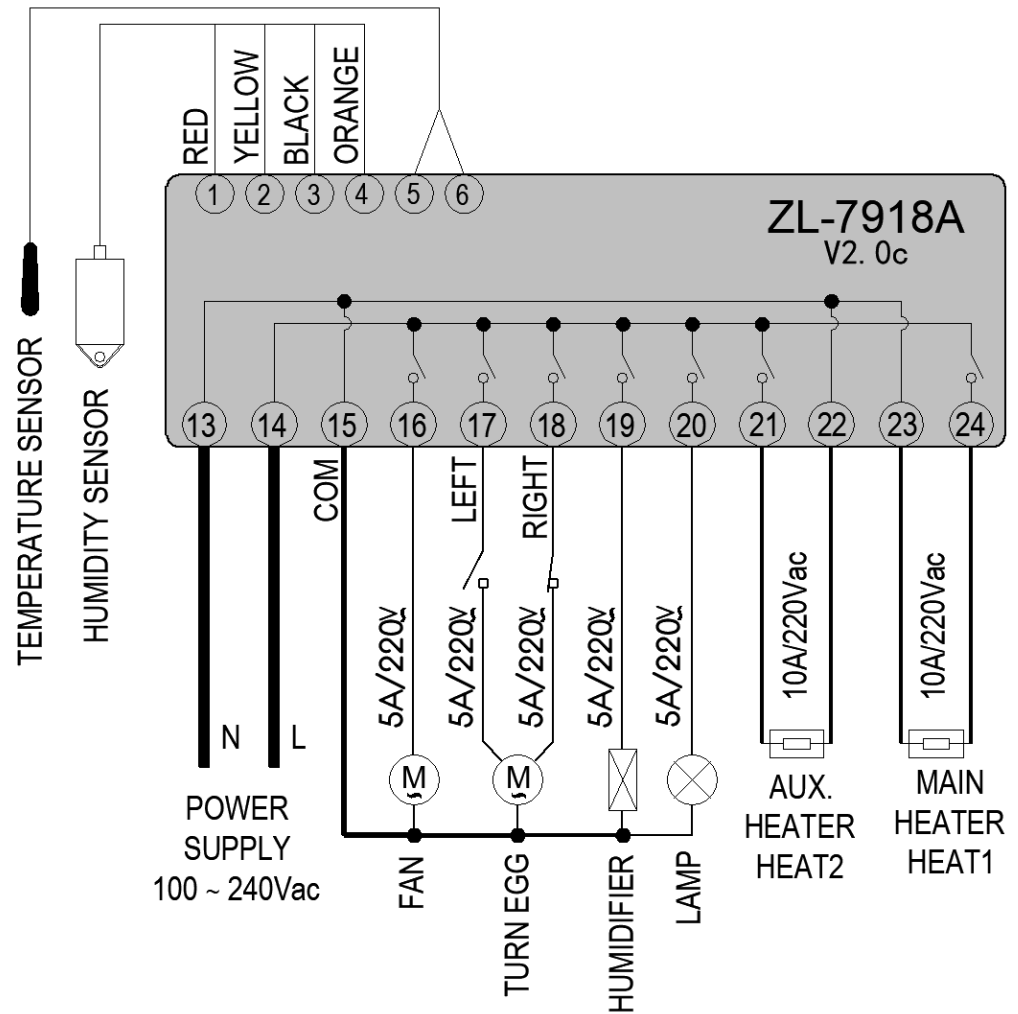 RED
YELLOW
BLACK
ORANGE
1 2 3 4 5 6
ZL-7918A
V2. 0c
TEMPERATURE SENSOR
HUMIDITY SENSOR
13 14 15 16 17 18 19 20 21 22 23 24
COM
LEFT
RIGHT
5A/220V~
5A/220V~
5A/220V~
5A/220V~
5A/220V~
10A/220Vac
10A/220Vac
N L
M
M
POWER
SUPPLY
100 ~ 240Vac
FAN
TURN EGG
HUMIDIFIER
LAMP
AUX.
HEATER
HEAT2
MAIN
HEATER
HEAT1